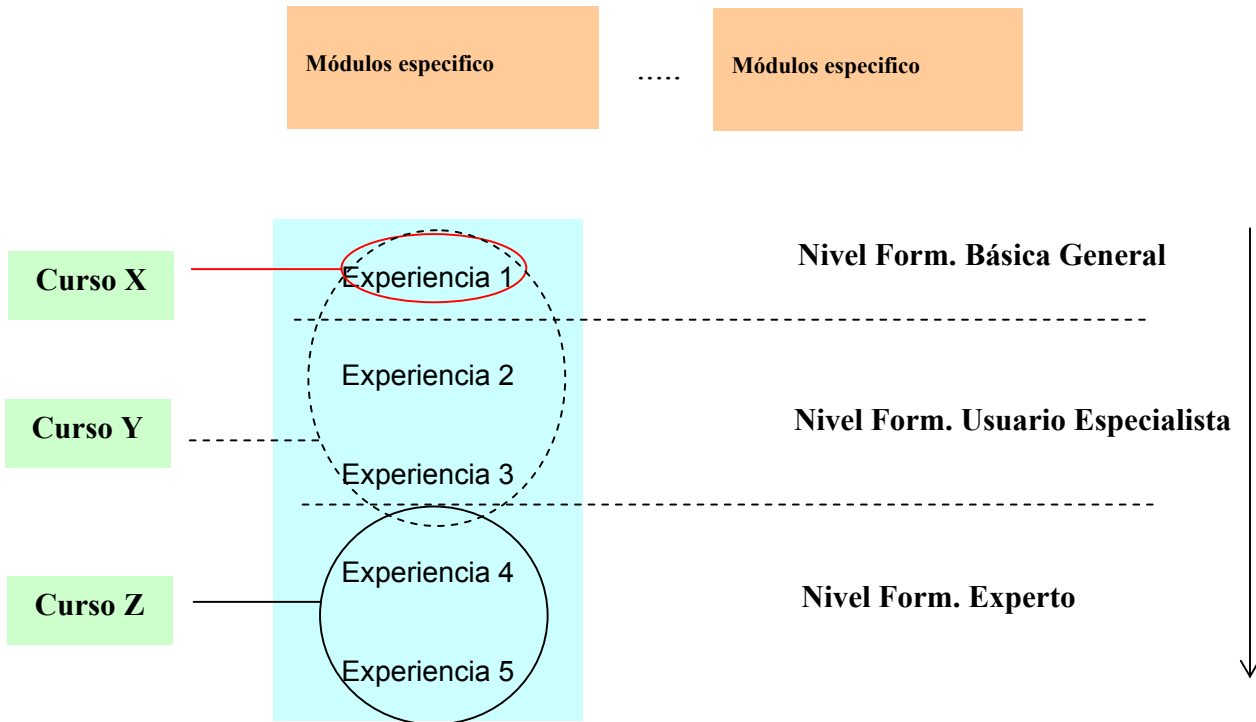 Módulos especifico
.....
Módulos especifico
Curso X
Experiencia 1
Nivel Form. Básica General
Experiencia 2
Curso Y
Nivel Form. Usuario Especialista
Experiencia 3
Experiencia 4
Curso Z
Nivel Form. Experto
Experiencia 5